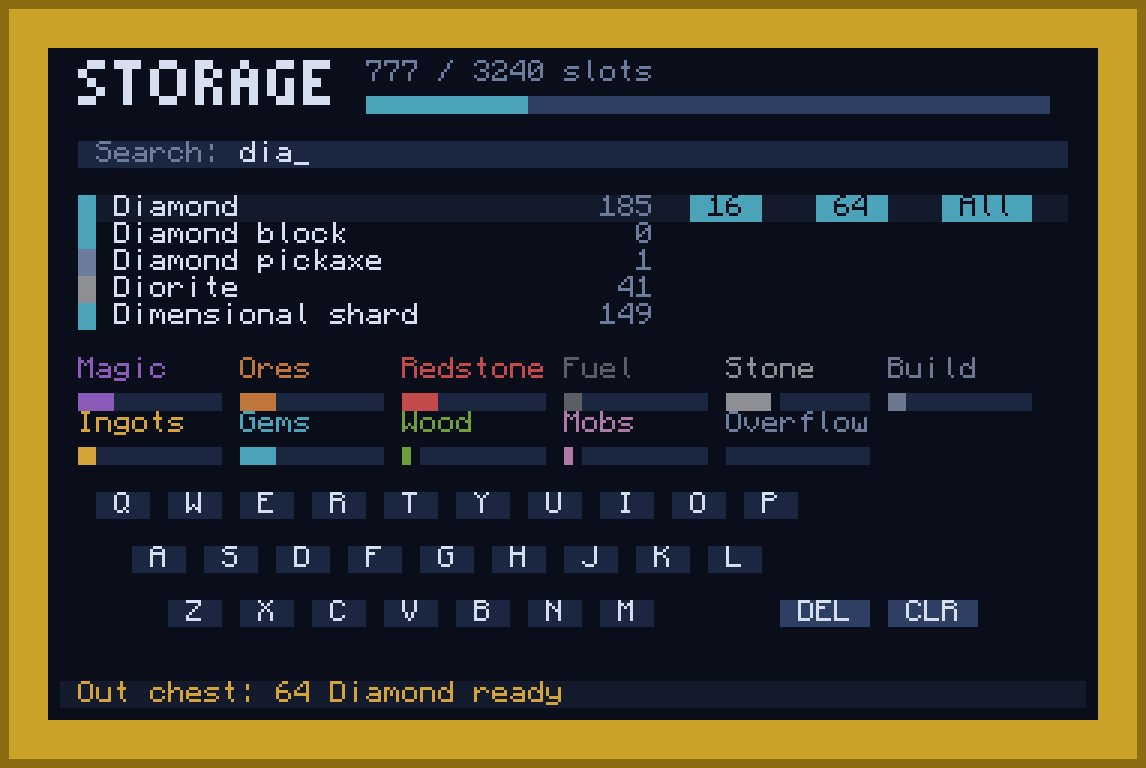 STORAGE 777 / 3240 slots
Search: dia_
Diamond 185 16 64 All
Diamond block 0
Diamond pickaxe 1
Diorite 41
Dimensional shard 149
Magic Ores Redstone Fuel Stone Build
Ingots Gems Wood Mobs Overflow
Q W E R T Y U I O P
A S D F G H J K L
Z X C V B N M DEL CLR
Out chest: 64 Diamond ready